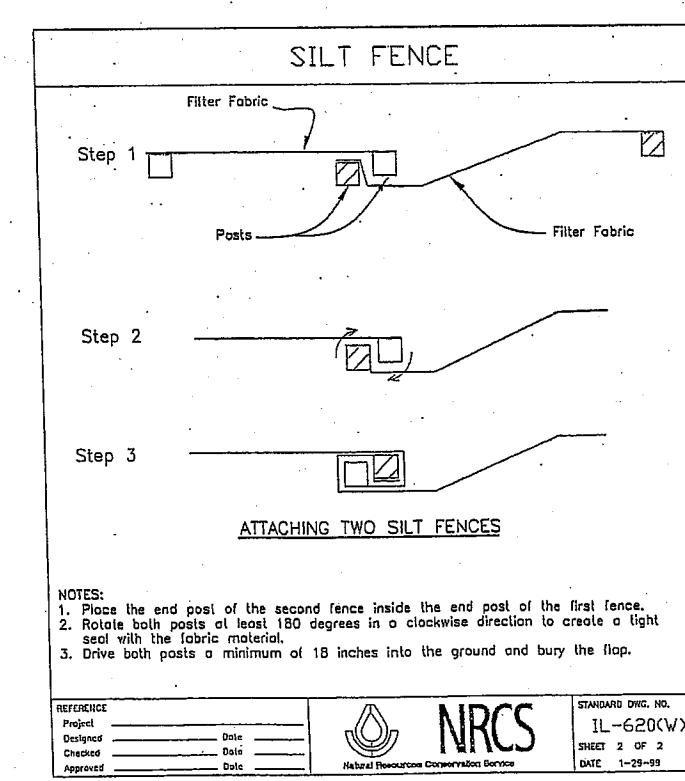 SILT FENCE
Filter Fabric
Step 1
Posts
Filter Fabric
Step 2
Step 3
ATTACHING TWO SILT FENCES
NOTES:
1. Place the end post of the second fence inside the end post of the first fence.
2. Rotate both posts at least 180 degrees in a clockwise direction to create a tight
seal with the fabric material.
3. Drive both posts a minimum of 18 inches into the ground and bury the flap.
REFERENCE
Project
Designed Date
Checked Date
Approved Date
NRCS
Natural Resources Conservation Service
STANDARD DWG. NO.
IL-620(W)
SHEET 2 OF 2
DATE 1-29-99